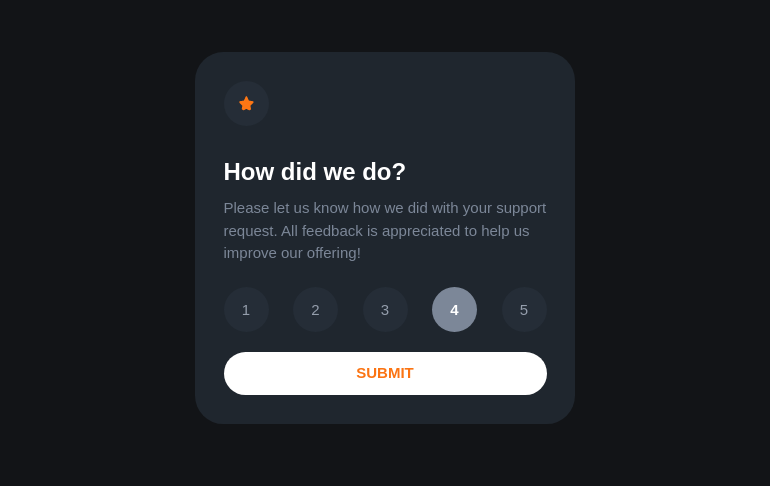 How did we do?
Please let us know how we did with your support
request. All feedback is appreciated to help us
improve our offering!
1 2 3 4 5
SUBMIT